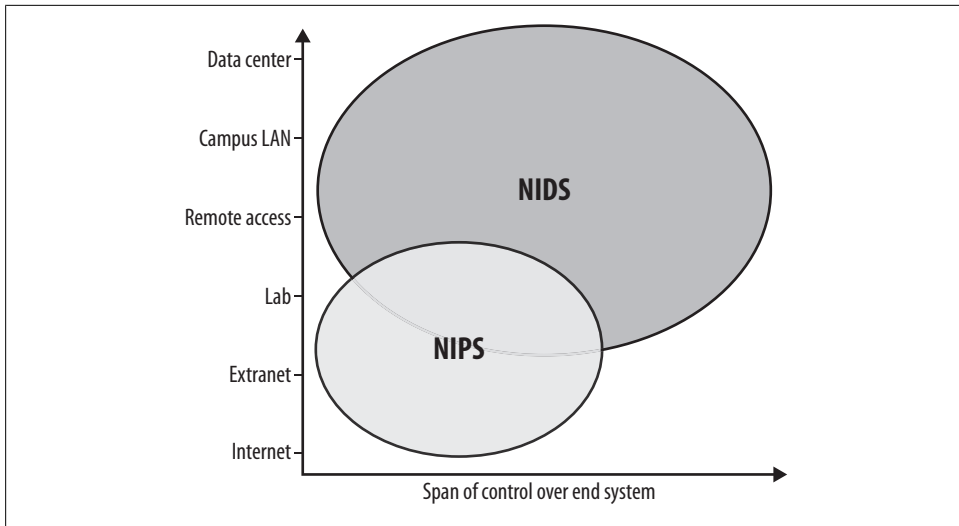 Data center
Campus LAN
NIDS
Remote access
Lab
NIPS
Extranet
Internet
Span of control over end system